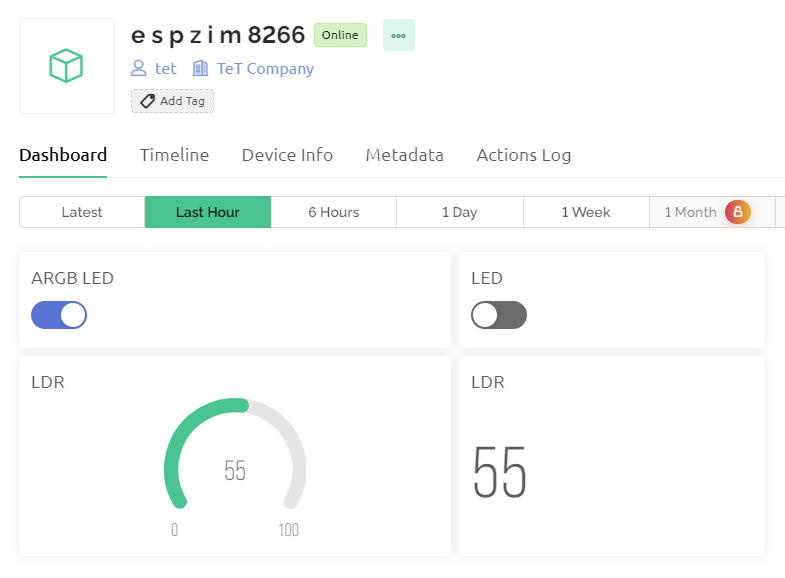 e s p z i m 8266 Online
tet TeT Company
Add Tag
Dashboard Timeline Device Info Metadata Actions Log
Latest Last Hour 6 Hours 1 Day 1 Week 1 Month
ARGB LED
LED
LDR
55
0 100
LDR
55